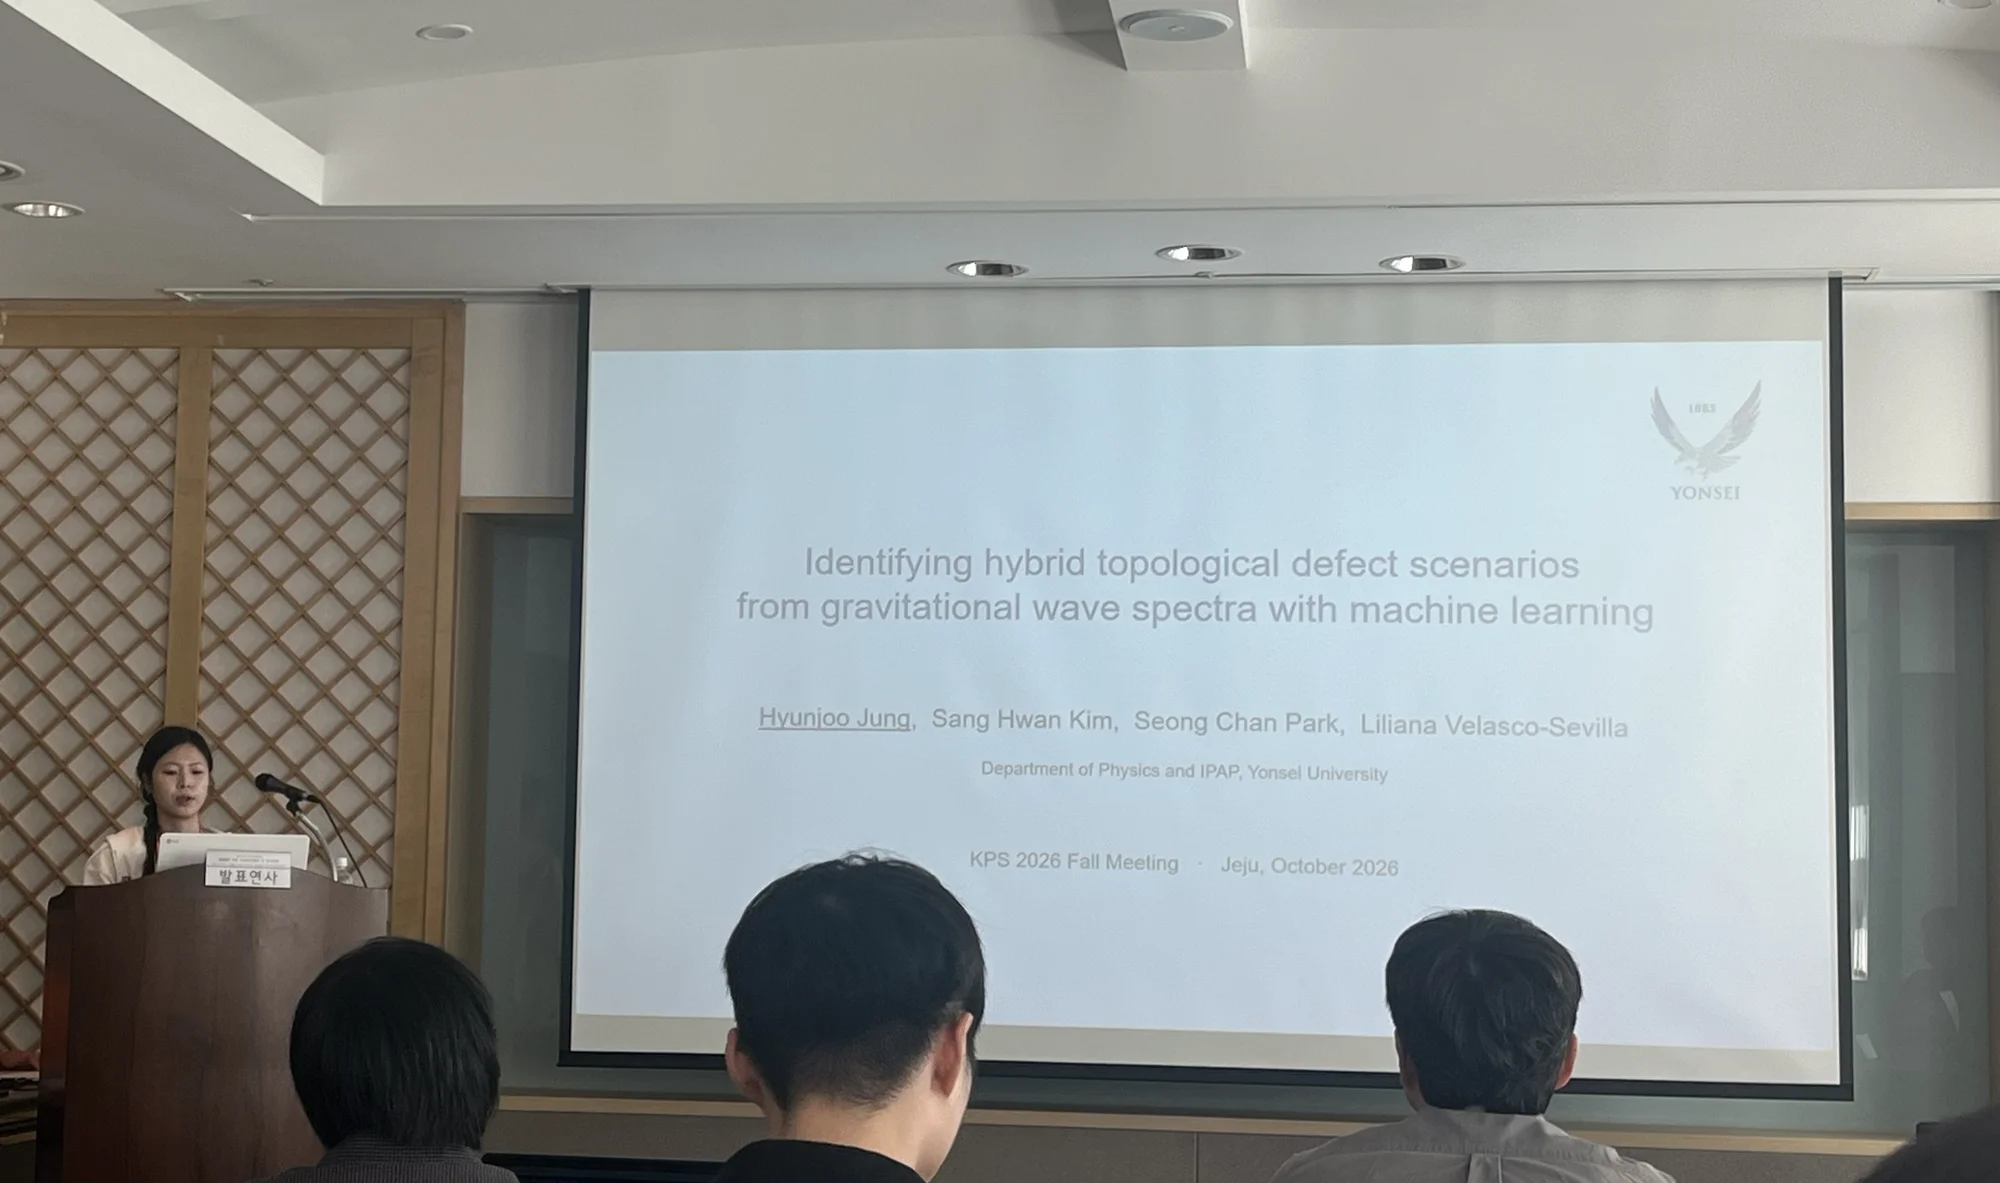 1885
YONSEI
Identifying hybrid topological defect scenarios
from gravitational wave spectra with machine learning
Hyunjoo Jung, Sang Hwan Kim, Seong Chan Park, Liliana Velasco-Sevilla
Department of Physics and IPAP, Yonsei University
KPS 2026 Fall Meeting · Jeju, October 2026
발표연사